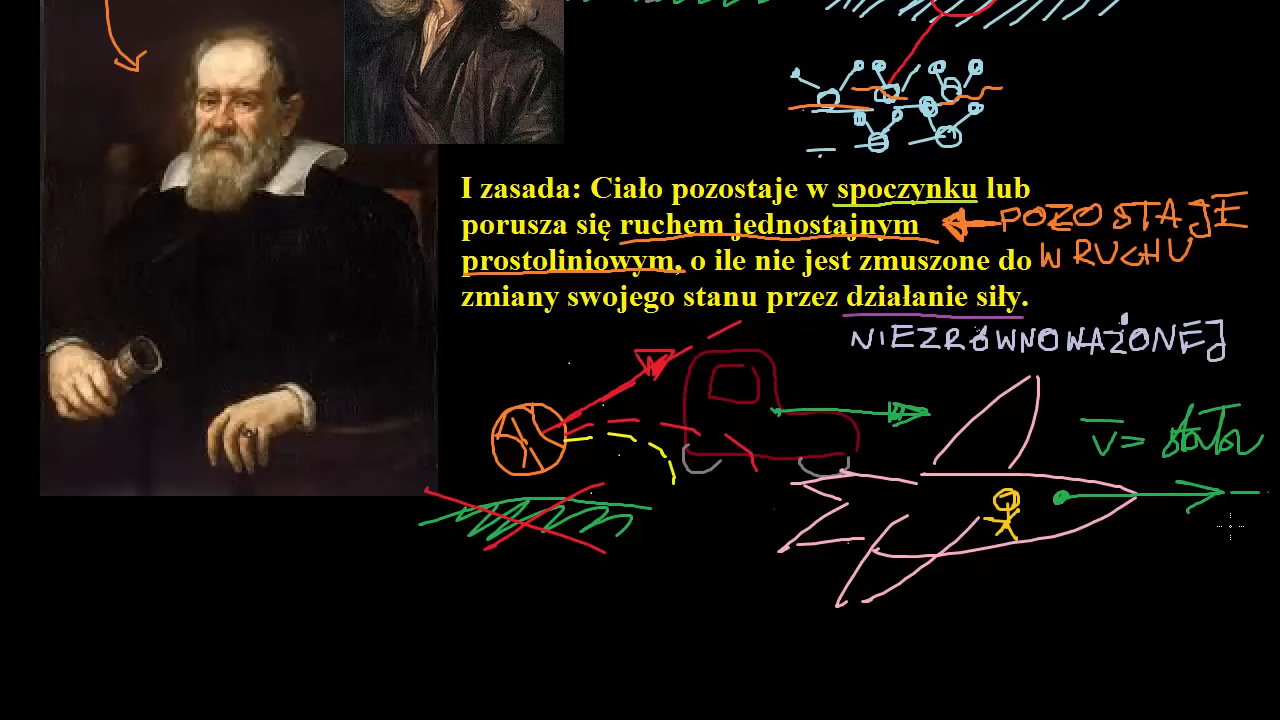 I zasada: Ciało pozostaje w spoczynku lub
porusza się ruchem jednostajnym
prostoliniowym, o ile nie jest zmuszone do
zmiany swojego stanu przez działanie siły.
POZOSTAJE
W RUCHU
NIEZRÓWNOWAŻONEJ
v =